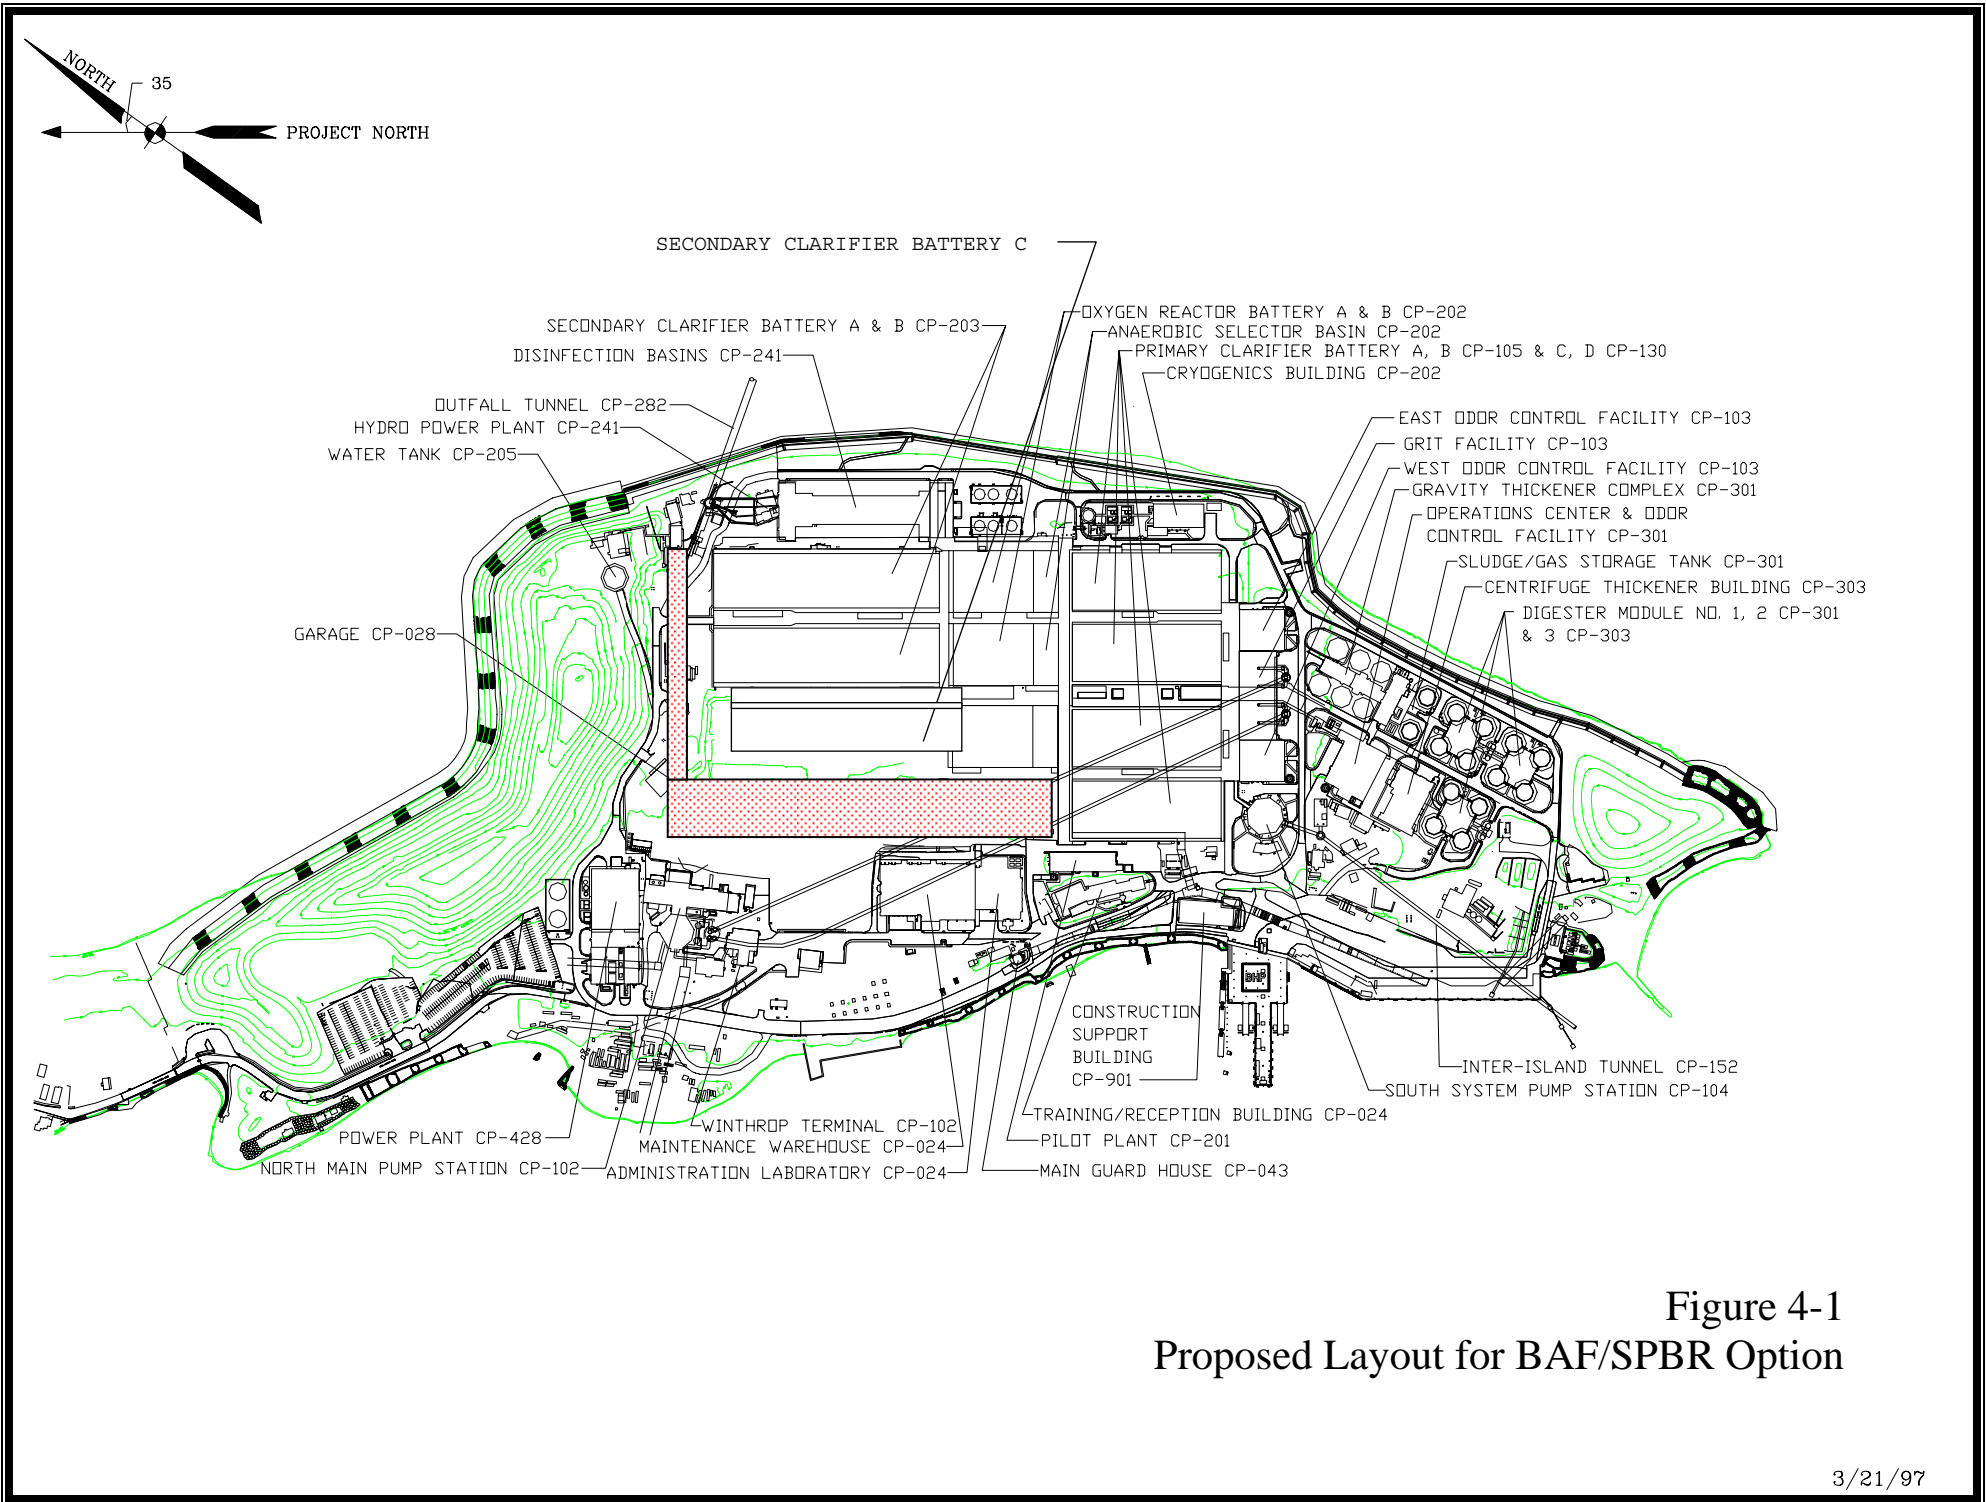 NORTH
35
PROJECT NORTH
SECONDARY CLARIFIER BATTERY C
OXYGEN REACTOR BATTERY A & B CP-202
SECONDARY CLARIFIER BATTERY A & B CP-203
ANAEROBIC SELECTOR BASIN CP-202
DISINFECTION BASINS CP-241
PRIMARY CLARIFIER BATTERY A, B CP-105 & C, D CP-130
CRYOGENICS BUILDING CP-202
OUTFALL TUNNEL CP-282
HYDRO POWER PLANT CP-241
WATER TANK CP-205
EAST ODOR CONTROL FACILITY CP-103
GRIT FACILITY CP-103
WEST ODOR CONTROL FACILITY CP-103
GRAVITY THICKENER COMPLEX CP-301
OPERATIONS CENTER & ODOR
CONTROL FACILITY CP-301
SLUDGE/GAS STORAGE TANK CP-301
CENTRIFUGE THICKENER BUILDING CP-303
DIGESTER MODULE NO. 1, 2 CP-301
& 3 CP-303
GARAGE CP-028
BHP
CONSTRUCTION
SUPPORT
BUILDING
CP-901
INTER-ISLAND TUNNEL CP-152
SOUTH SYSTEM PUMP STATION CP-104
TRAINING/RECEPTION BUILDING CP-024
WINTHROP TERMINAL CP-102
PILOT PLANT CP-201
POWER PLANT CP-428
MAINTENANCE WAREHOUSE CP-024
NORTH MAIN PUMP STATION CP-102
ADMINISTRATION LABORATORY CP-024
MAIN GUARD HOUSE CP-043
Figure 4-1
Proposed Layout for BAF/SPBR Option
3/21/97